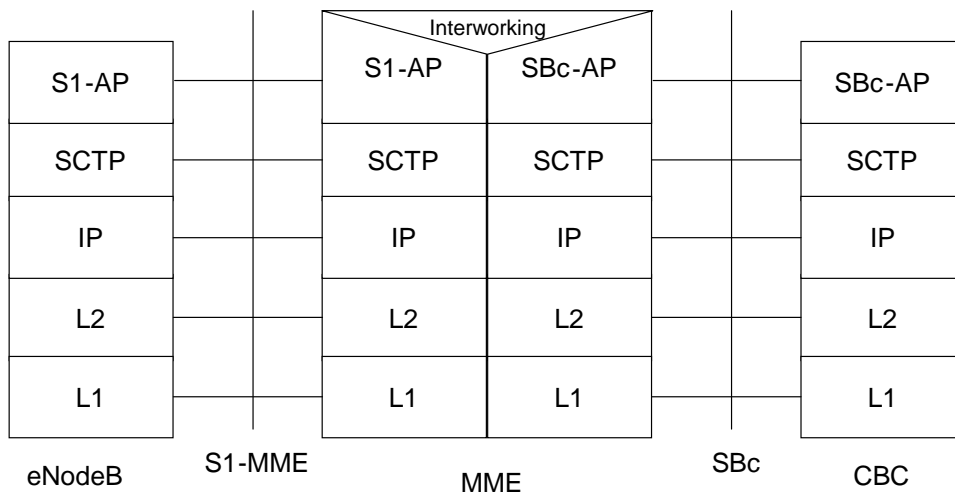 Interworking
S1-AP S1-AP SBc-AP SBc-AP
SCTP SCTP SCTP SCTP
IP IP IP IP
L2 L2 L2 L2
L1 L1 L1 L1
eNodeB S1-MME MME SBc CBC